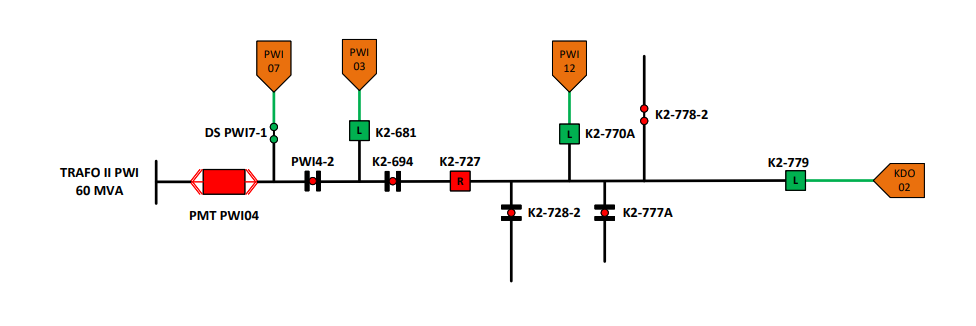 PWI
07
PWI
03
PWI
12
K2-778-2
DS PWI7-1
L
K2-681
L
K2-770A
TRAFO II PWI
60 MVA
PWI4-2
K2-694
K2-727
K2-779
R
L
KDO
02
PMT PWI04
K2-728-2
K2-777A